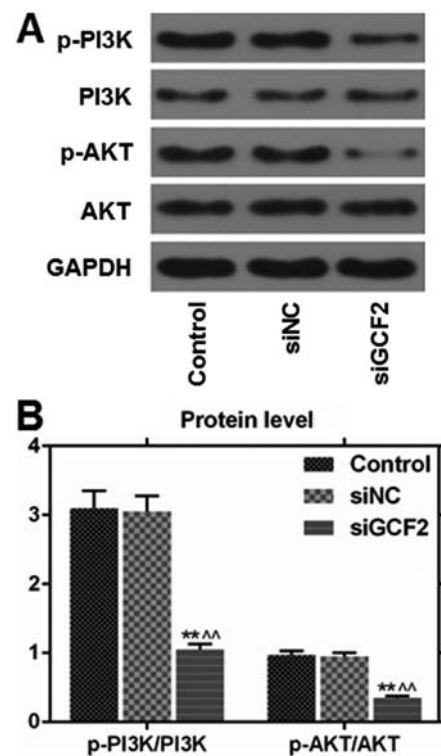 A
p-PI3K
PI3K
p-AKT
AKT
GAPDH
Control
siNC
siGCF2
B
Protein level
4
3
2
1
0
Control
siNC
siGCF2
**^^
**^^
p-PI3K/PI3K
p-AKT/AKT